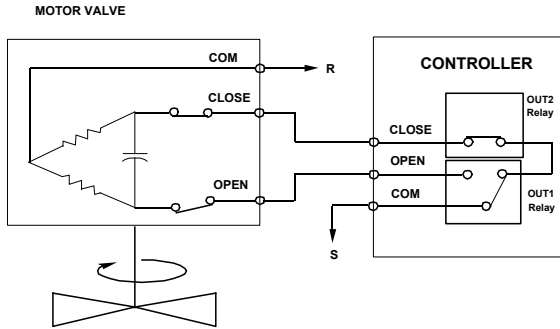 MOTOR VALVE
COM
R
CONTROLLER
CLOSE
OUT2
Relay
CLOSE
OPEN
OPEN
COM
OUT1
Relay
S